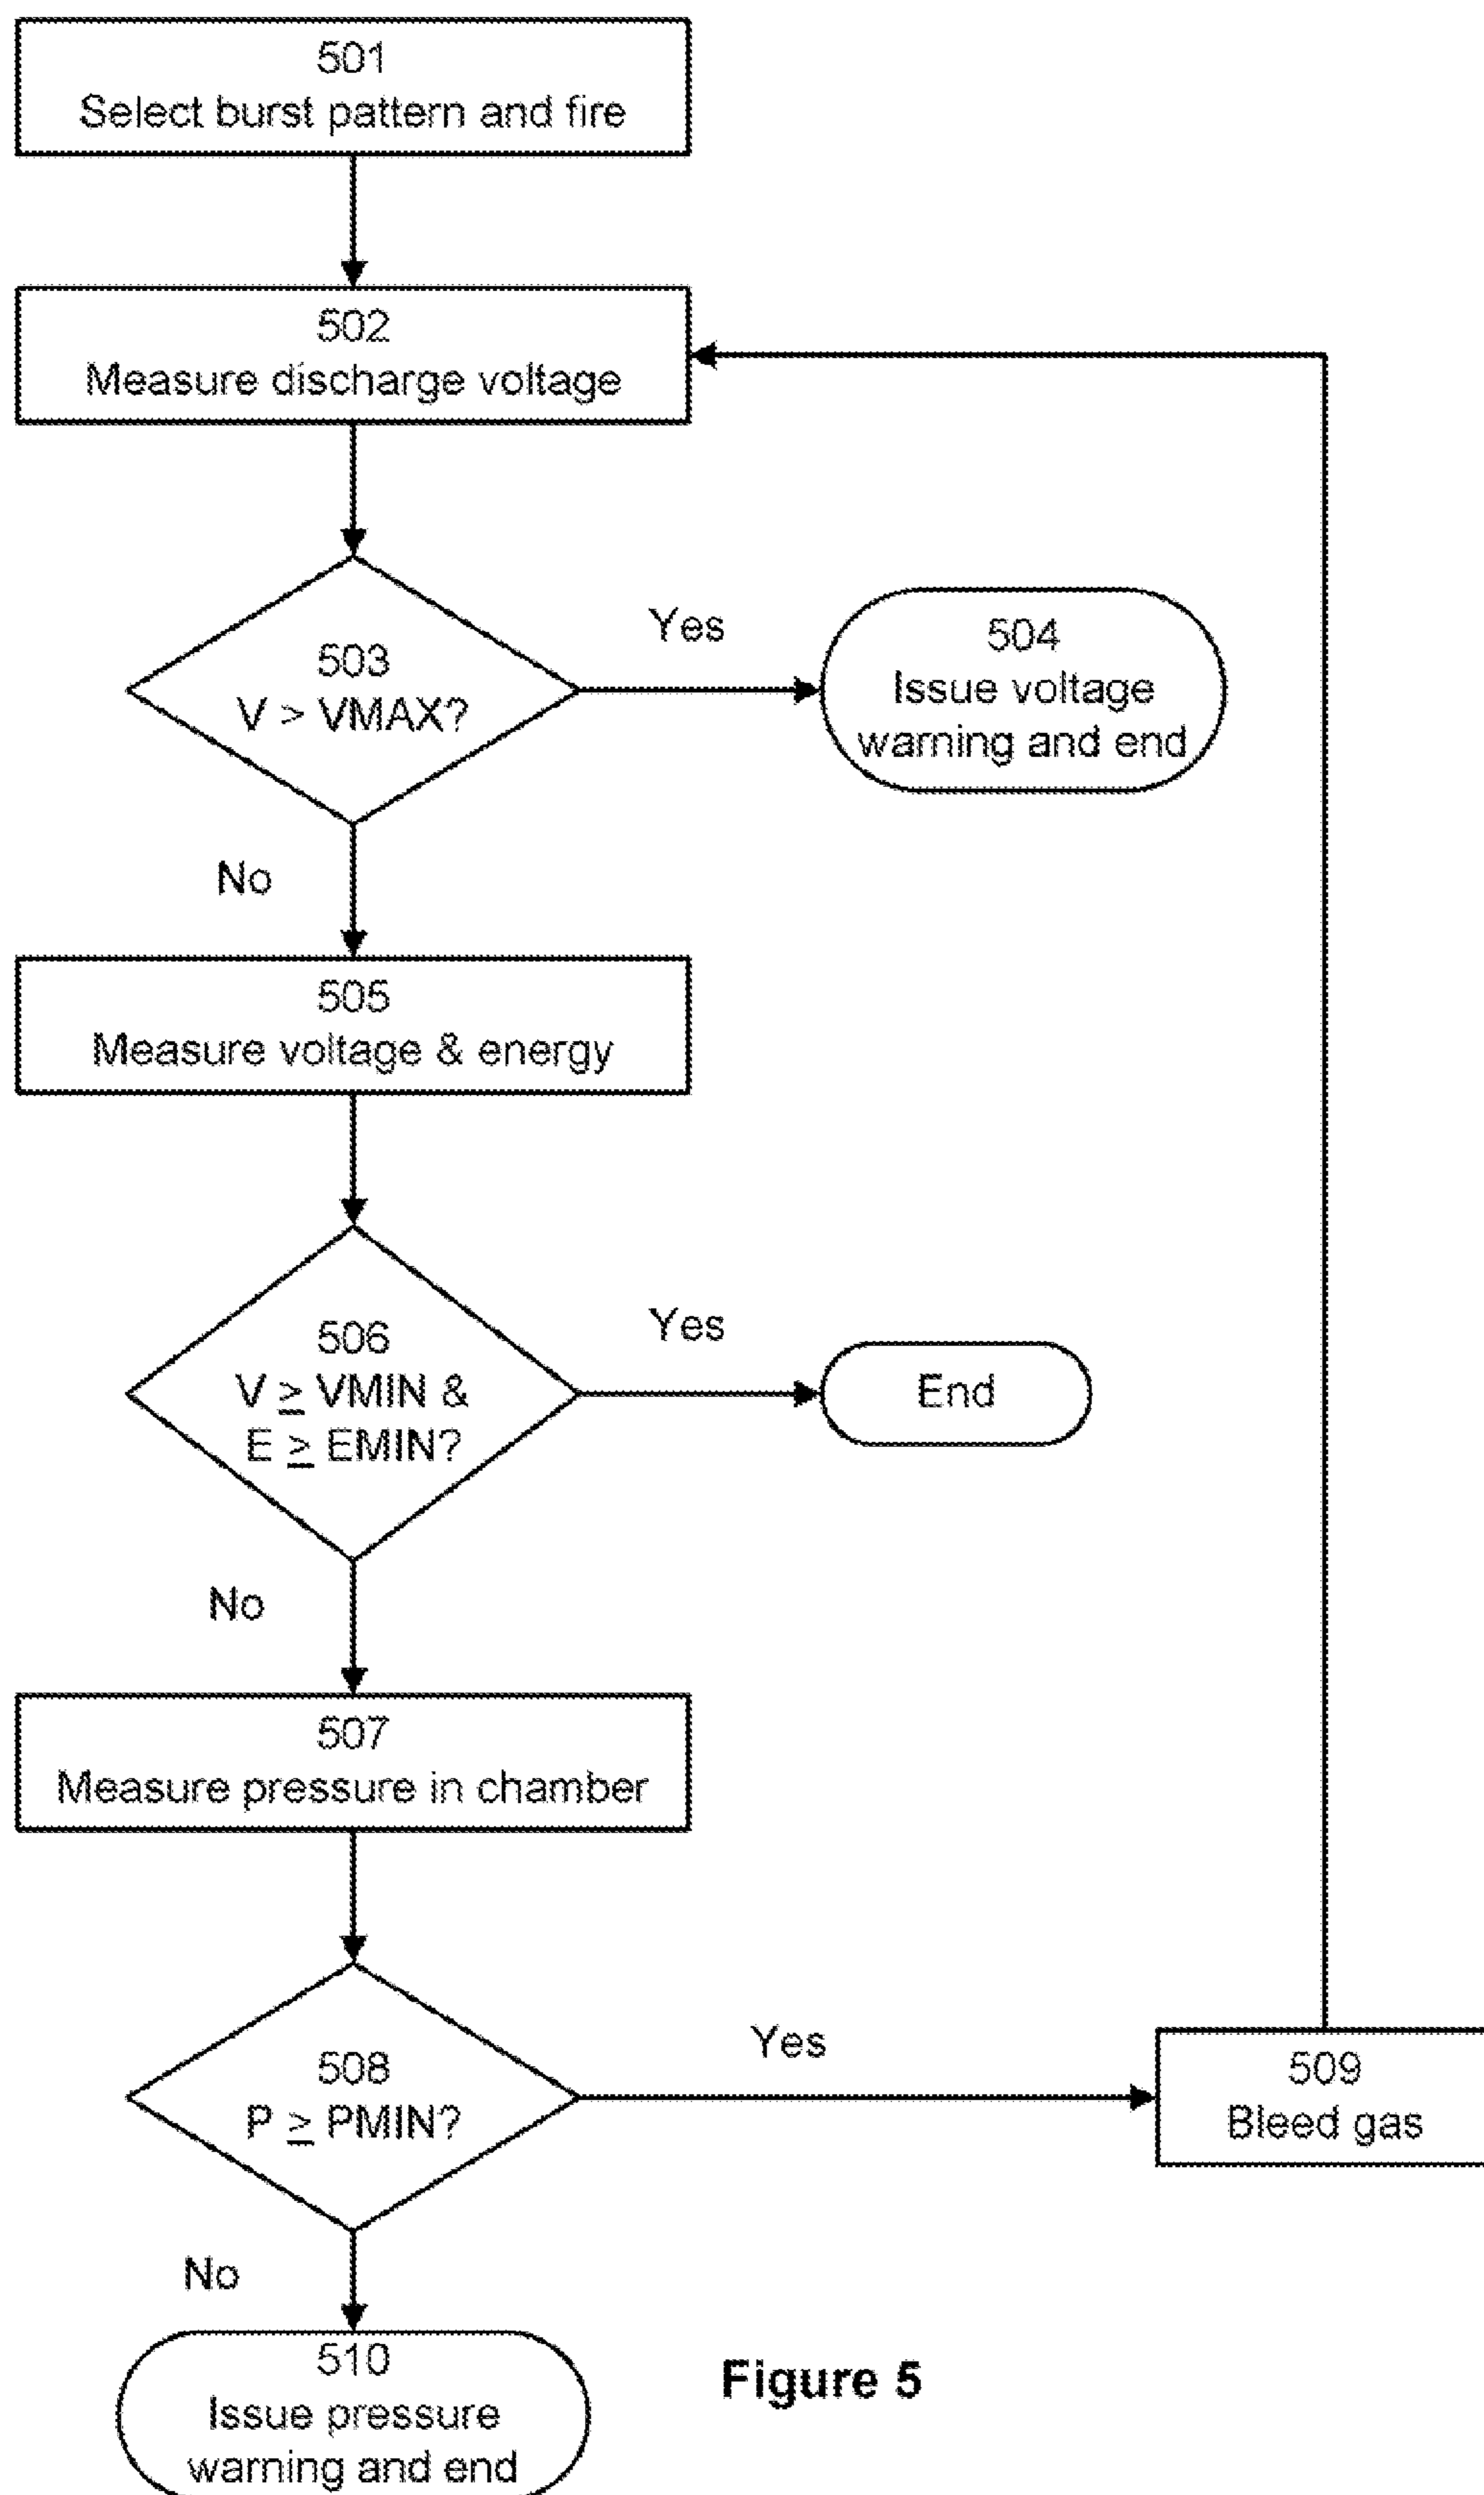 501
Select burst pattern and fire
502
Measure discharge voltage
503
V > VMAX?
Yes
504
Issue voltage
warning and end
No
505
Measure voltage & energy
506
V ≥ VMIN &
E ≥ EMIN?
Yes
End
No
507
Measure pressure in chamber
508
P ≥ PMIN?
Yes
509
Bleed gas
No
510
Issue pressure
warning and end
Figure 5